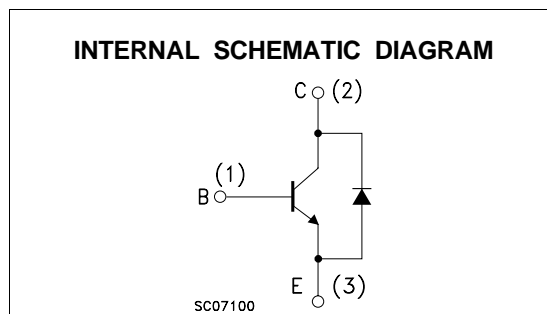 INTERNAL SCHEMATIC DIAGRAM
C (2)
(1)
B
E (3)
SC07100